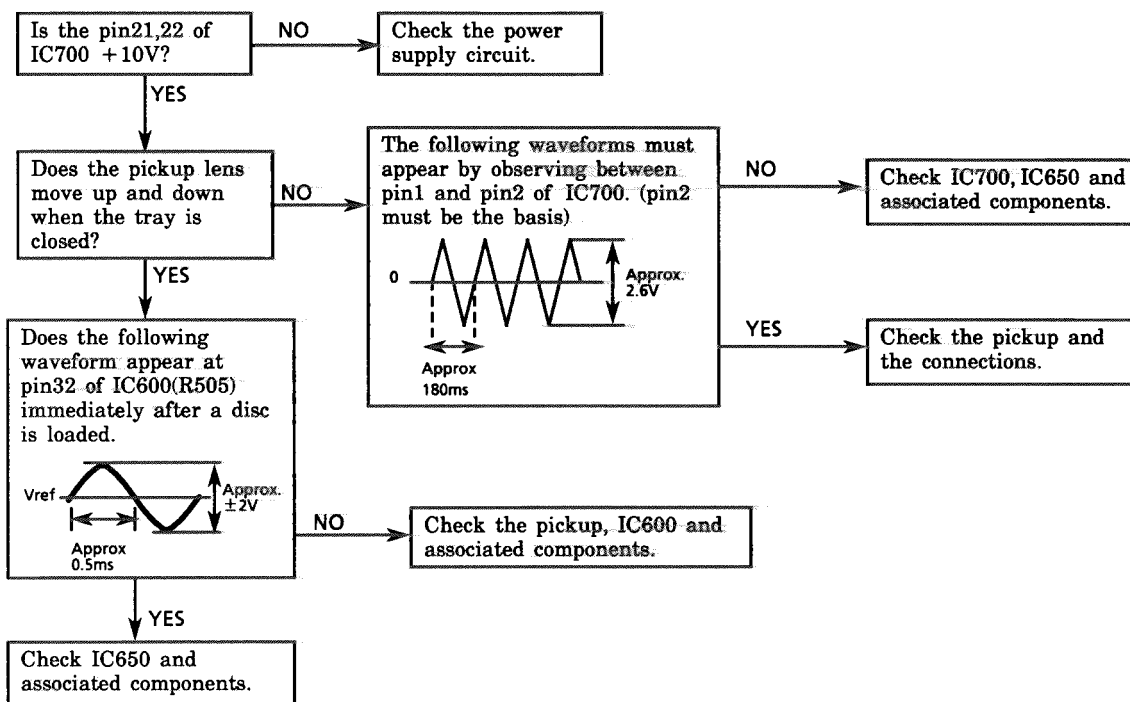 Is the pin21,22 of
IC700 +10V?
NO
Check the power
supply circuit.
YES
Does the pickup lens
move up and down
when the tray is
closed?
NO
The following waveforms must
appear by observing between
pin1 and pin2 of IC700. (pin2
must be the basis)
0
Approx.
2.6V
Approx
180ms
NO
Check IC700, IC650 and
associated components.
YES
Check the pickup and
the connections.
YES
Does the following
waveform appear at
pin32 of IC600(R505)
immediately after a disc
is loaded.
Vref
Approx.
±2V
Approx
0.5ms
NO
Check the pickup, IC600 and
associated components.
YES
Check IC650 and
associated components.